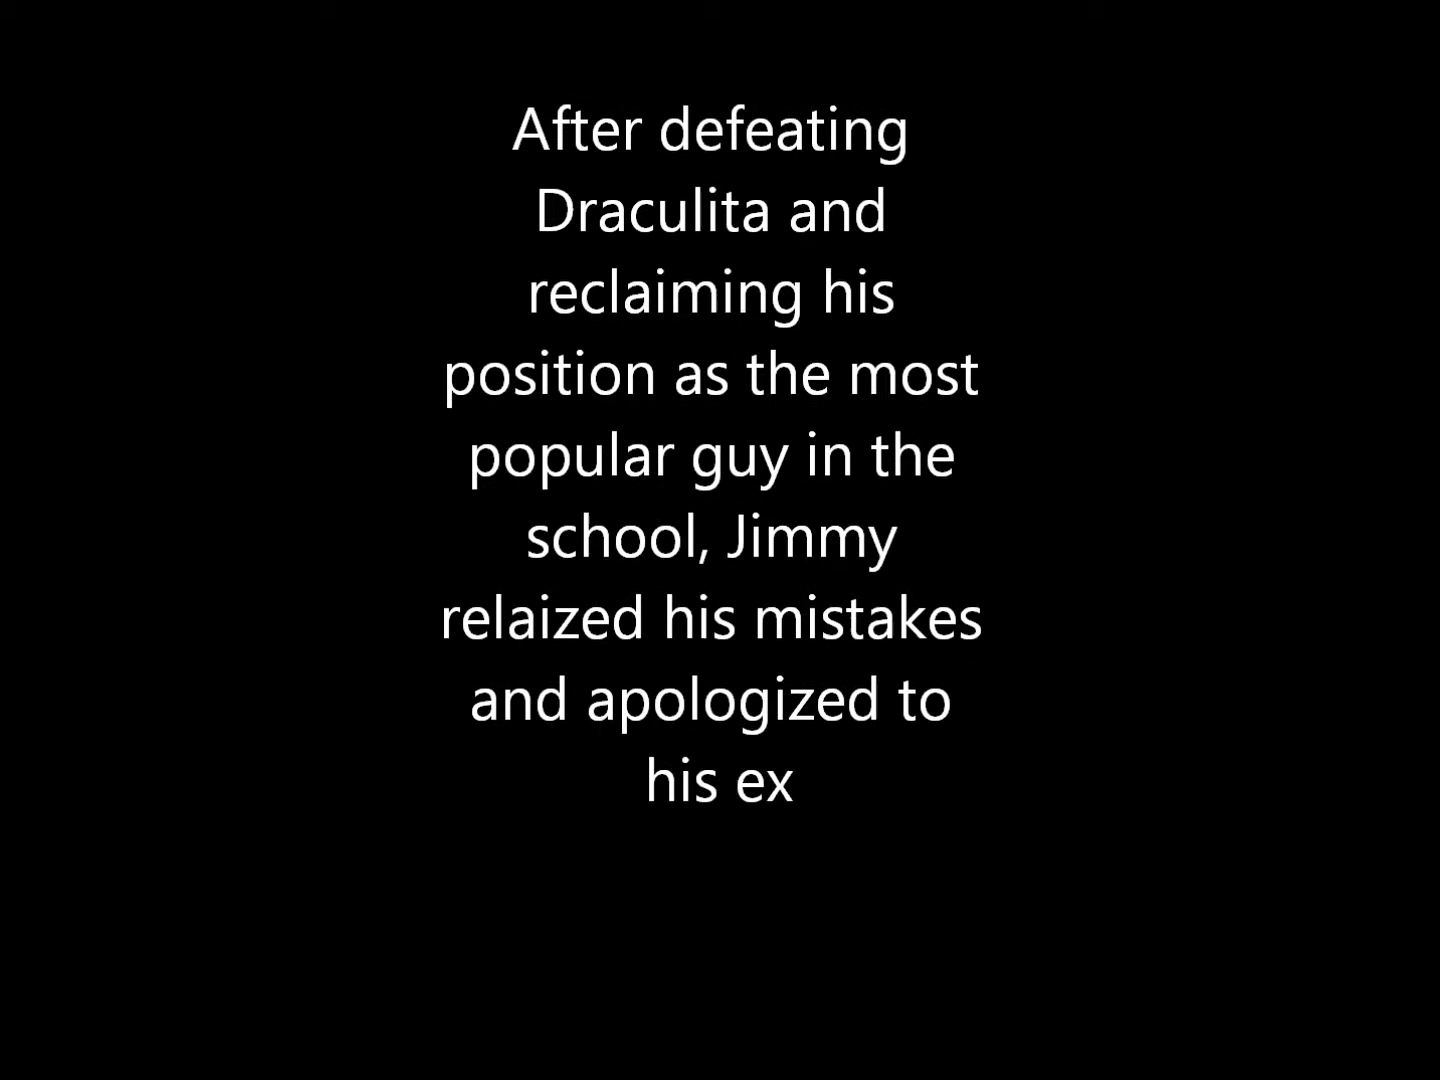 After defeating
Draculita and
reclaiming his
position as the most
popular guy in the
school, Jimmy
relaized his mistakes
and apologized to
his ex